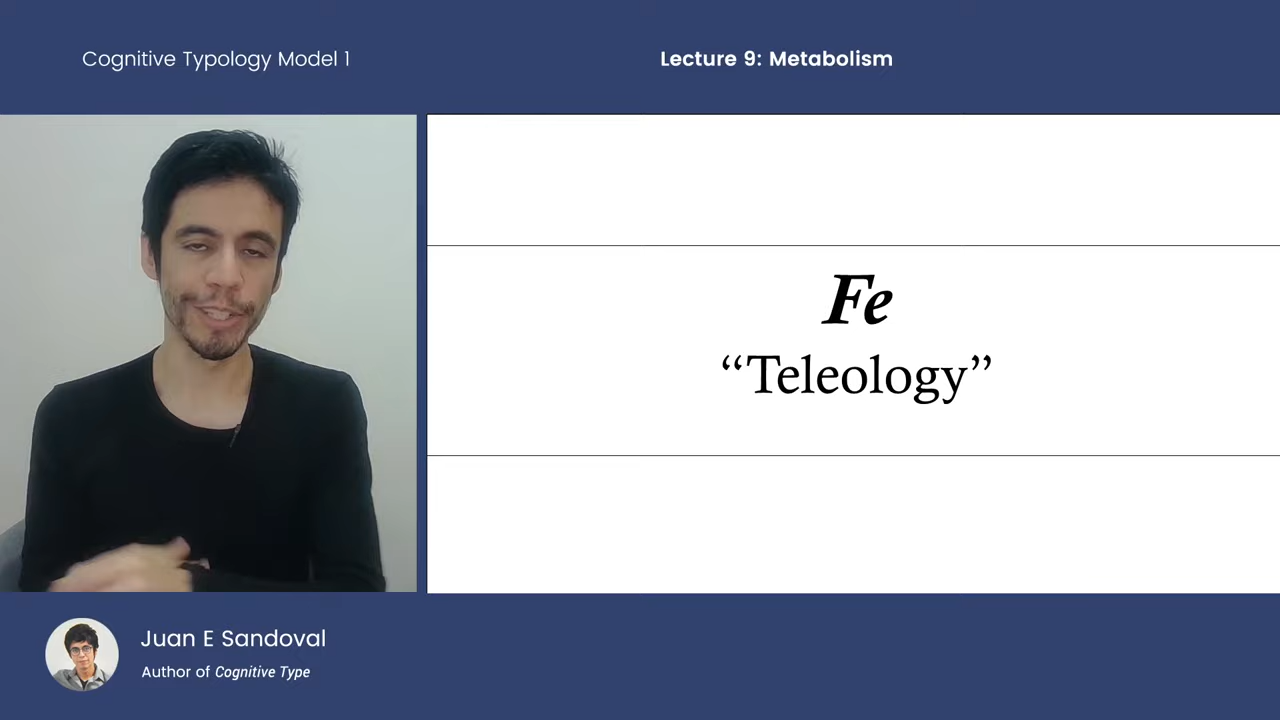 Cognitive Typology Model 1
Lecture 9: Metabolism
Fe
“Teleology”
Juan E Sandoval
Author of Cognitive Type